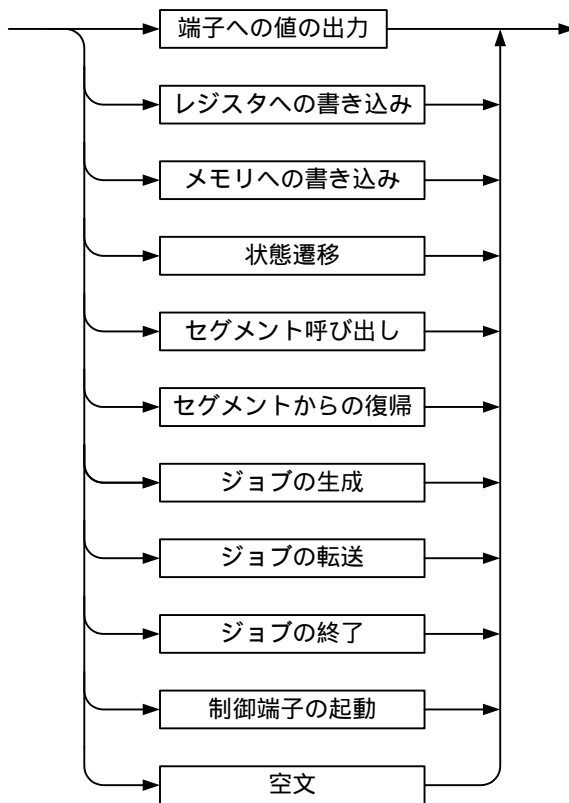 端子への値の出力
レジスタへの書き込み
メモリへの書き込み
状態遷移
セグメント呼び出し
セグメントからの復帰
ジョブの生成
ジョブの転送
ジョブの終了
制御端子の起動
空文